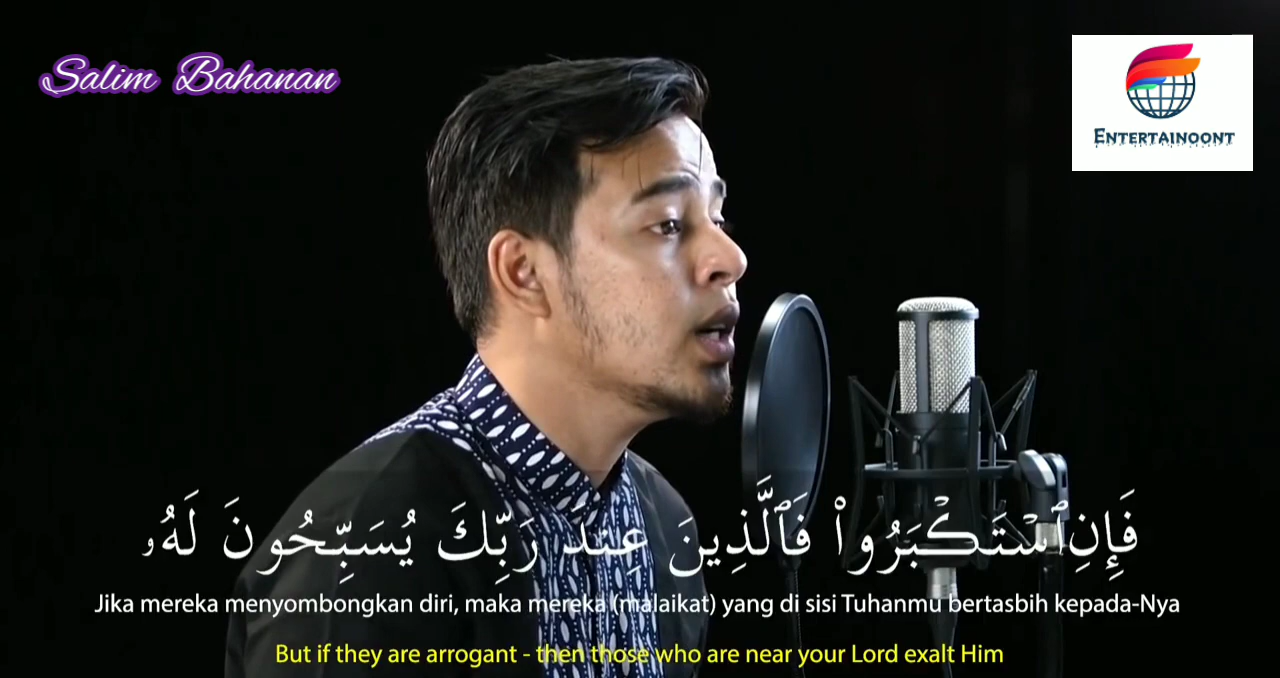 Salim Bahanan
ENTERTAINOONT
فَإِنِ ٱسْتَكْبَرُوا۟ فَٱلَّذِينَ عِندَ رَبِّكَ يُسَبِّحُونَ لَهُۥ
Jika mereka menyombongkan diri, maka mereka (malaikat) yang di sisi Tuhanmu bertasbih kepada-Nya
But if they are arrogant - then those who are near your Lord exalt Him